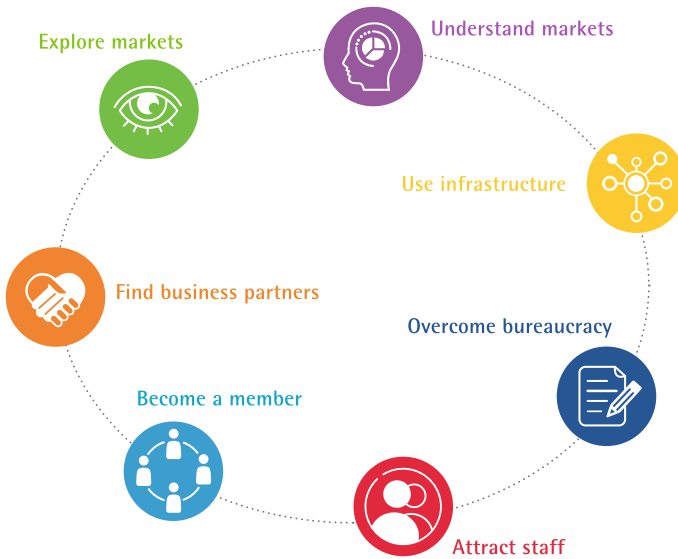 Understand markets
Explore markets
Use infrastructure
Find business partners
Overcome bureaucracy
Become a member
Attract staff